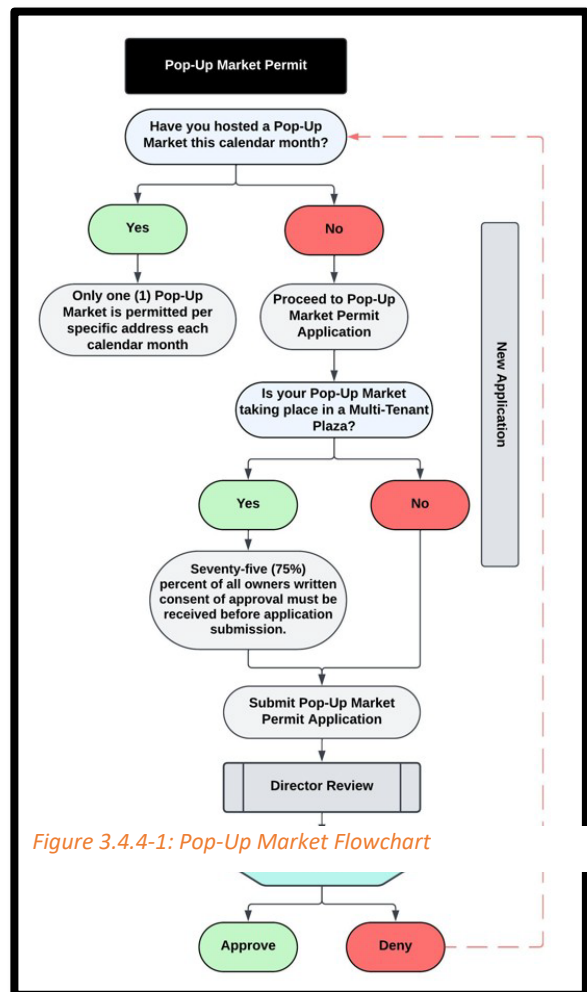 Pop-Up Market Permit
Have you hosted a Pop-Up
Market this calendar month?
Yes
No
Only one (1) Pop-Up
Market is permitted per
specific address each
calendar month
Proceed to Pop-Up
Market Permit
Application
New Application
Is your Pop-Up Market
taking place in a Multi-Tenant
Plaza?
Yes
No
Seventy-five (75%)
percent of all owners written
consent of approval must be
received before application
submission.
Submit Pop-Up Market
Permit Application
Director Review
Figure 3.4.4-1: Pop-Up Market Flowchart
Approve
Deny